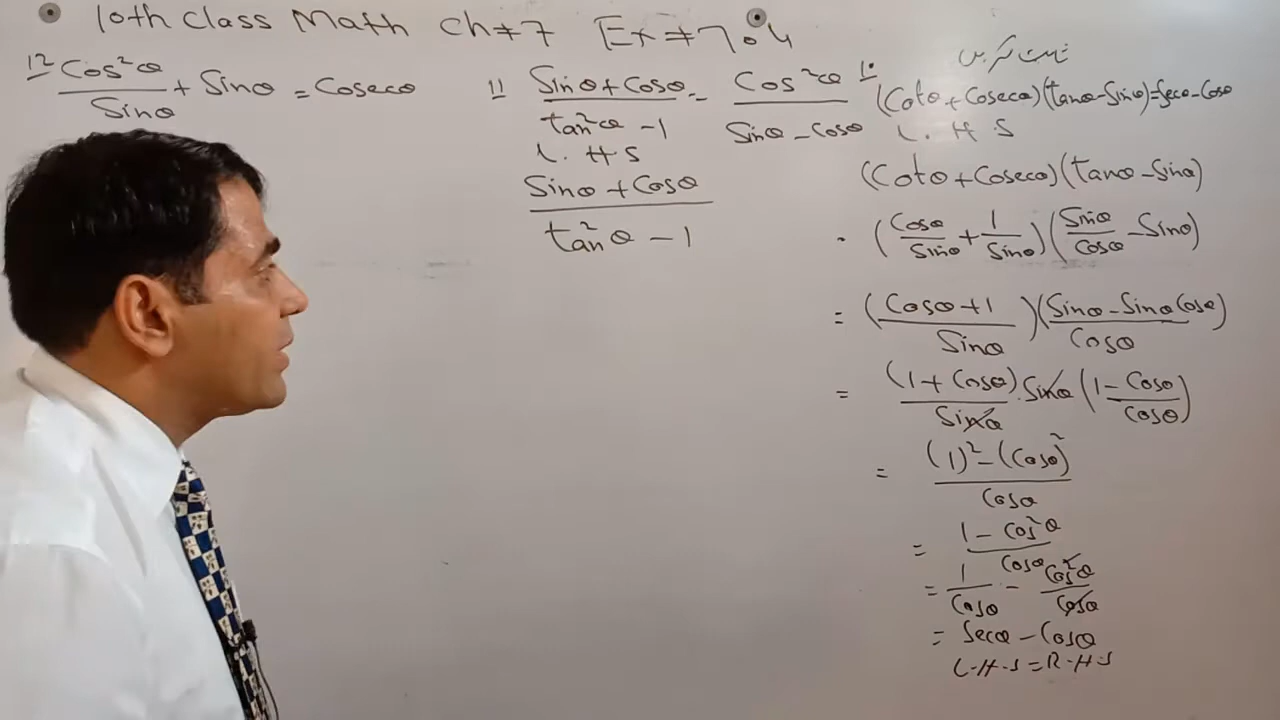 10th Class Math Ch#7 Ex#7.4
ثابت کریں
12 Cos²θ/Sinθ + Sinθ = Cosecθ
11 (Sinθ + Cosθ)/(tan²θ - 1) = Cos²θ/(Sinθ - Cosθ)
L.H.S
(Sinθ + Cosθ)/(tan²θ - 1)
10 (Cotθ + Cosecθ)(tanθ - Sinθ) = Secθ - Cosθ
L.H.S
(Cotθ + Cosecθ)(tanθ - Sinθ)
= (Cosθ/Sinθ + 1/Sinθ)(Sinθ/Cosθ - Sinθ)
= ((Cosθ + 1)/Sinθ)((Sinθ - Sinθ Cosθ)/Cosθ)
= (1 + Cosθ)/Sinθ . Sinθ ((1 - Cosθ)/Cosθ)
= ((1)² - (Cosθ)²)/Cosθ
= (1 - Cos²θ)/Cosθ
= 1/Cosθ - Cos²θ/Cosθ
= Secθ - Cosθ
L.H.S = R.H.S